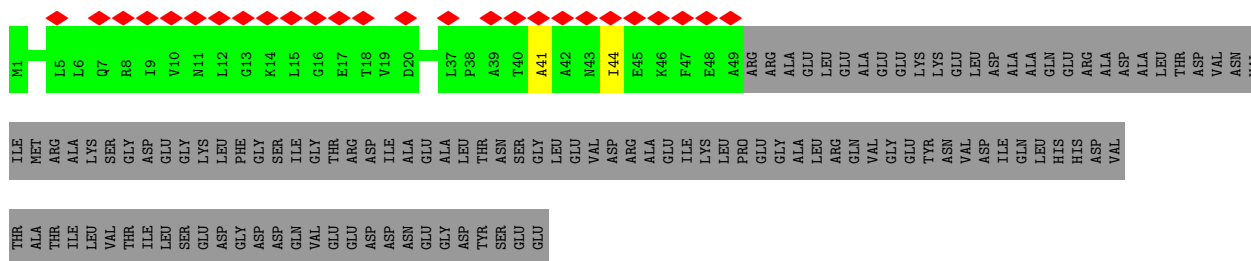 M1 L5 L6 Q7 R8 I9 V10 N11 L12 G13 K14 L15 G16 E17 T18 V19 D20 L37 P38 A39 T40 A41 A42 N43 I44 E45 K46 F47 E48 A49 ARG ARG ALA GLU LEU GLU ALA GLU GLU LYS LYS GLU LEU ASP ALA ALA GLN GLU ARG ALA ASP ALA LEU THR ASP VAL ASN
ILE MET ARG ALA LYS SER GLY ASP GLU GLY LYS LEU PHE GLY SER ILE GLY THR ARG ASP ILE ALA GLU ALA LEU THR ASN SER GLY LEU GLU VAL ASP ARG ALA GLU ILE LYS LEU PRO GLU GLY ALA LEU ARG GLN VAL GLY GLU TYR ASN VAL ASP ILE GLN LEU HIS HIS ASP VAL
THR ALA THR ILE LEU VAL THR ILE LEU SER GLU ASP GLY ASP ASP GLN VAL GLU GLU ASP ASP ASN GLU GLY ASP TYR SER GLU GLU